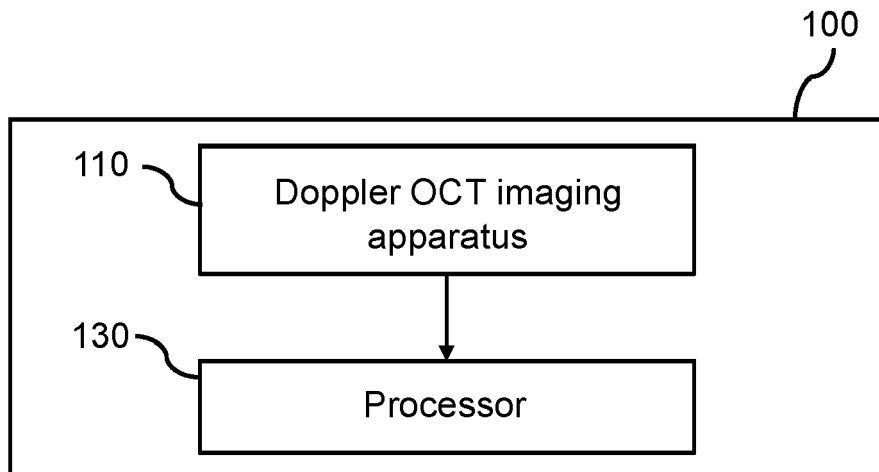 100
110
Doppler OCT imaging
apparatus
130
Processor